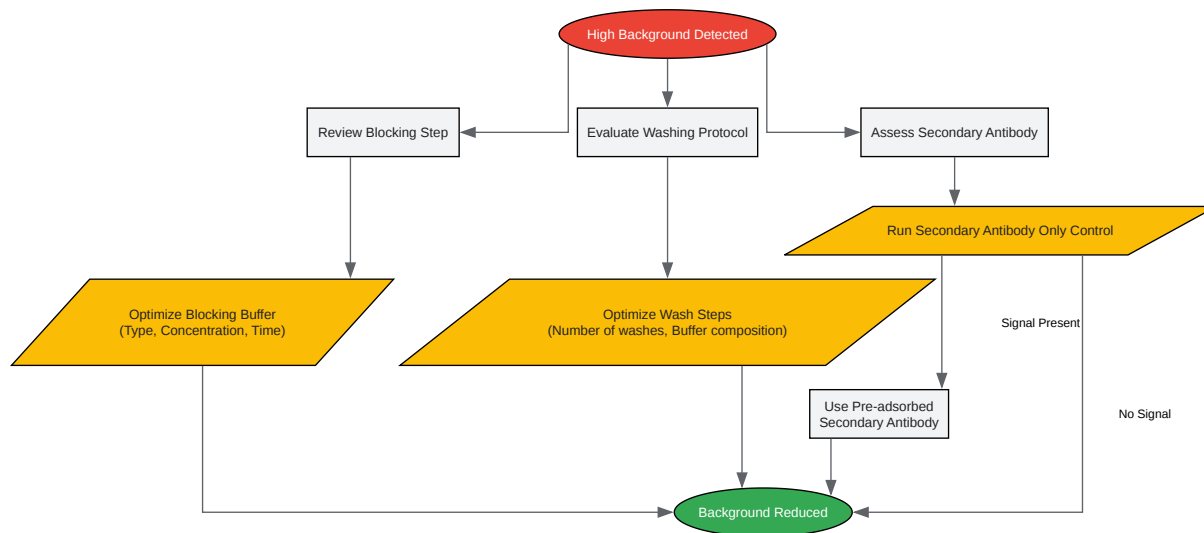 High Background Detected
Review Blocking Step
Evaluate Washing Protocol
Assess Secondary Antibody
Run Secondary Antibody Only Control
Optimize Blocking Buffer
(Type, Concentration, Time)
Optimize Wash Steps
(Number of washes, Buffer composition)
Signal Present
Use Pre-adsorbed
Secondary Antibody
No Signal
Background Reduced